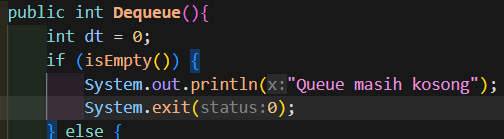 public int Dequeue(){
int dt = 0;
if (isEmpty()) {
System.out.println(x:"Queue masih kosong");
System.exit(status:0);
} else {